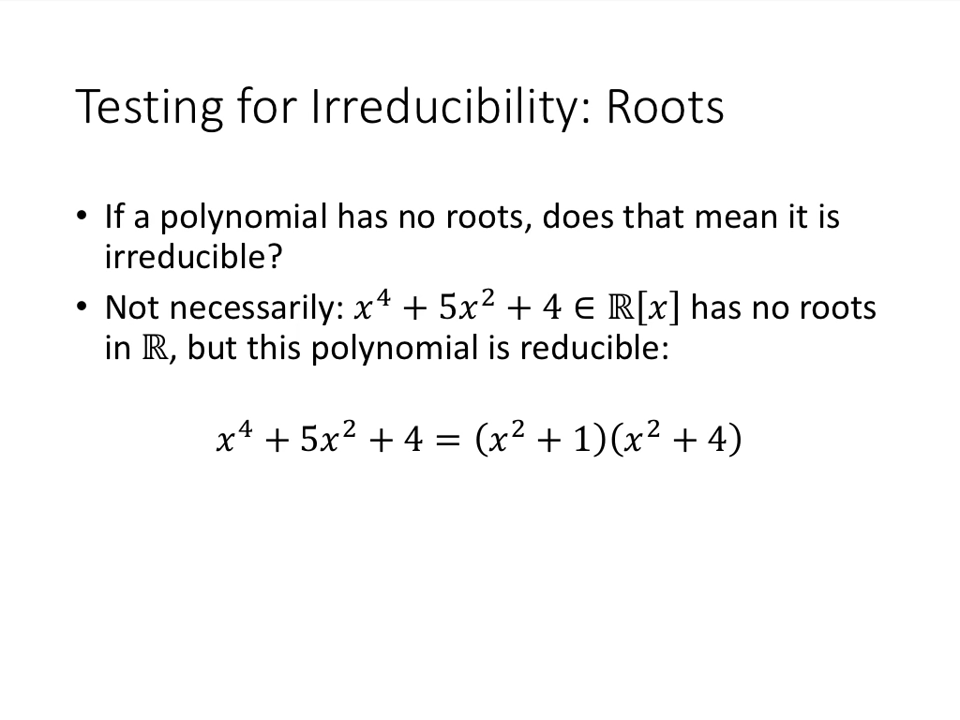 Testing for Irreducibility: Roots
• If a polynomial has no roots, does that mean it is
irreducible?
• Not necessarily: 𝑥⁴ + 5𝑥² + 4 ∈ ℝ[𝑥] has no roots
in ℝ, but this polynomial is reducible:
𝑥⁴ + 5𝑥² + 4 = (𝑥² + 1)(𝑥² + 4)